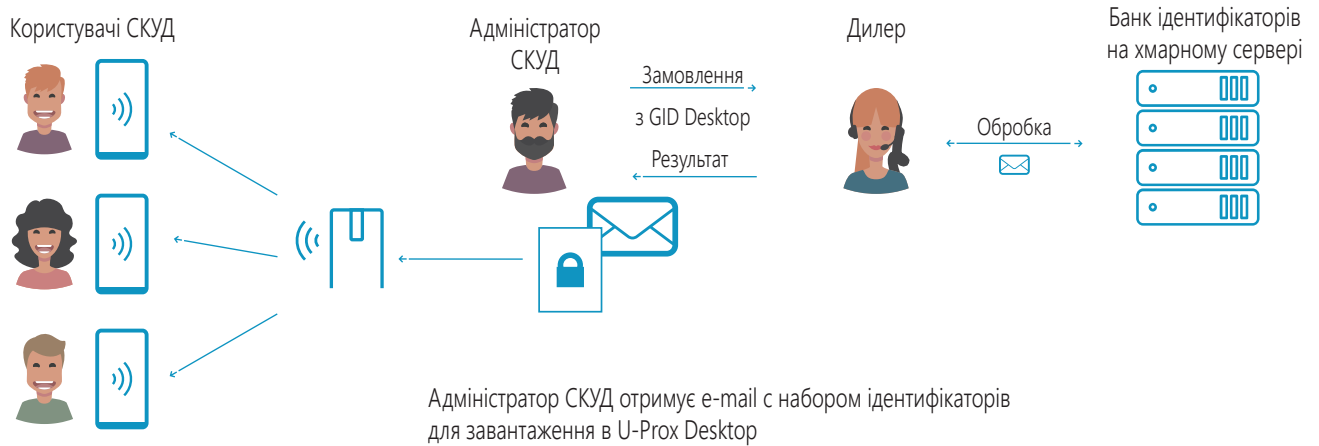 Користувачі СКУД
Адміністратор
СКУД
Дилер
Банк ідентифікаторів
на хмарному сервері
Замовлення
з GID Desktop
Результат
Обробка
Адміністратор СКУД отримує e-mail с набором ідентифікаторів
для завантаження в U-Prox Desktop